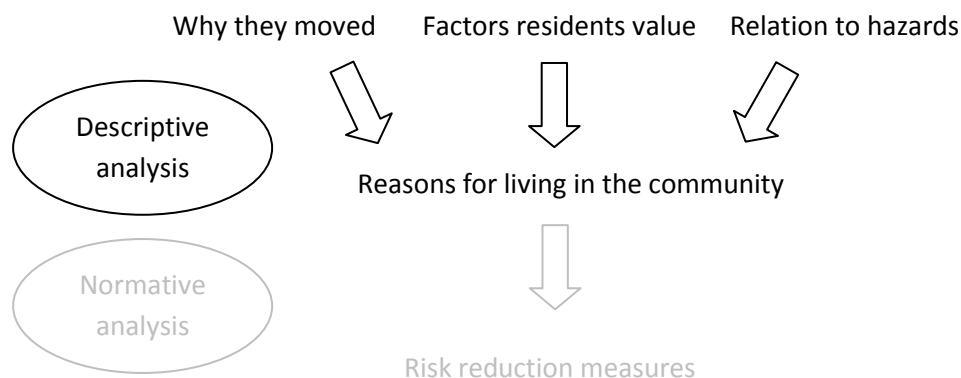 Why they moved Factors residents value Relation to hazards
Descriptive
analysis
Reasons for living in the community
Normative
analysis
Risk reduction measures